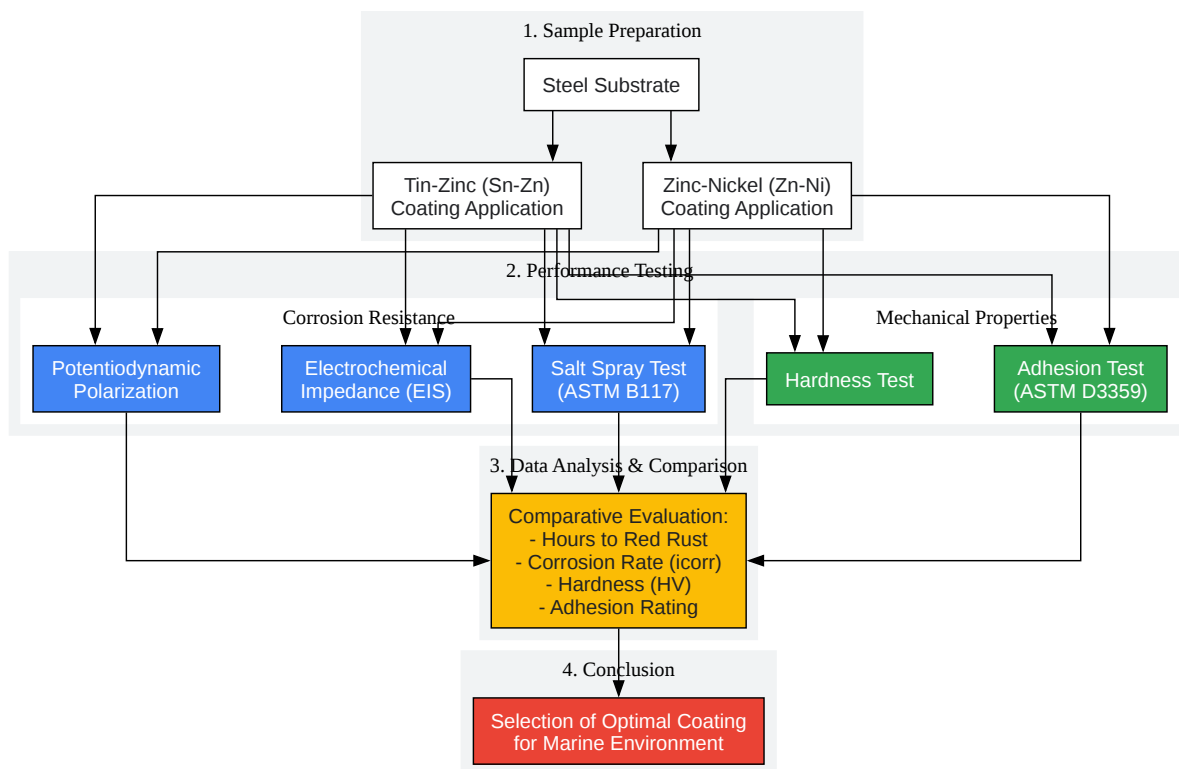 1. Sample Preparation
Steel Substrate
Tin-Zinc (Sn-Zn)
Coating Application
Zinc-Nickel (Zn-Ni)
Coating Application
2. Performance Testing
Corrosion Resistance
Mechanical Properties
Potentiodynamic
Polarization
Electrochemical
Impedance (EIS)
Salt Spray Test
(ASTM B117)
Hardness Test
Adhesion Test
(ASTM D3359)
3. Data Analysis & Comparison
Comparative Evaluation:
- Hours to Red Rust
- Corrosion Rate (icorr)
- Hardness (HV)
- Adhesion Rating
4. Conclusion
Selection of Optimal Coating
for Marine Environment